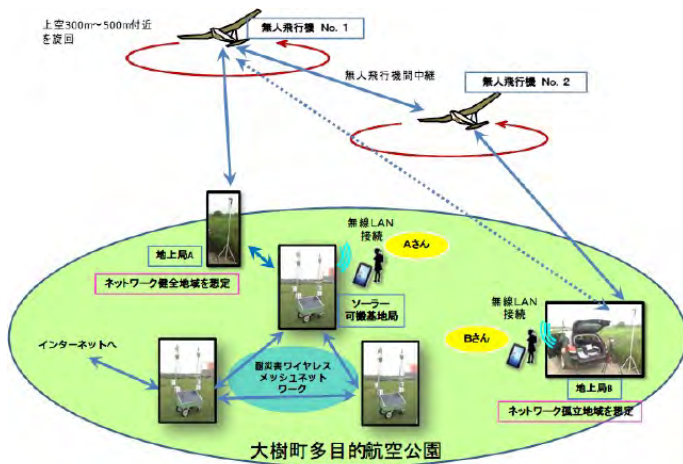 上空300m～500m付近
を旋回
無人飛行機 No. 1
無人飛行機間中継
無人飛行機 No. 2
地上局A
ネットワーク健全地域を想定
無線LAN
接続
Aさん
ソーラー
可搬基地局
無線LAN
接続
Bさん
地上局B
ネットワーク孤立地域を想定
インターネットへ
耐災害ワイヤレス
メッシュネット
ワーク
大樹町多目的航空公園